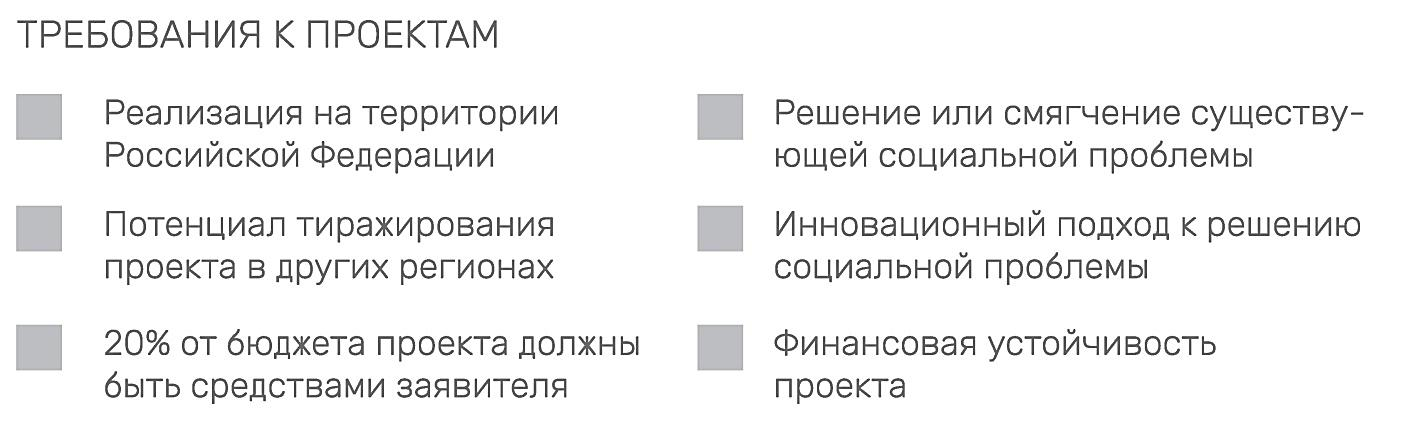 ТРЕБОВАНИЯ К ПРОЕКТАМ
Реализация на территории
Российской Федерации
Потенциал тиражирования
проекта в других регионах
20% от бюджета проекта должны
быть средствами заявителя
Решение или смягчение существу-
ющей социальной проблемы
Инновационный подход к решению
социальной проблемы
Финансовая устойчивость
проекта